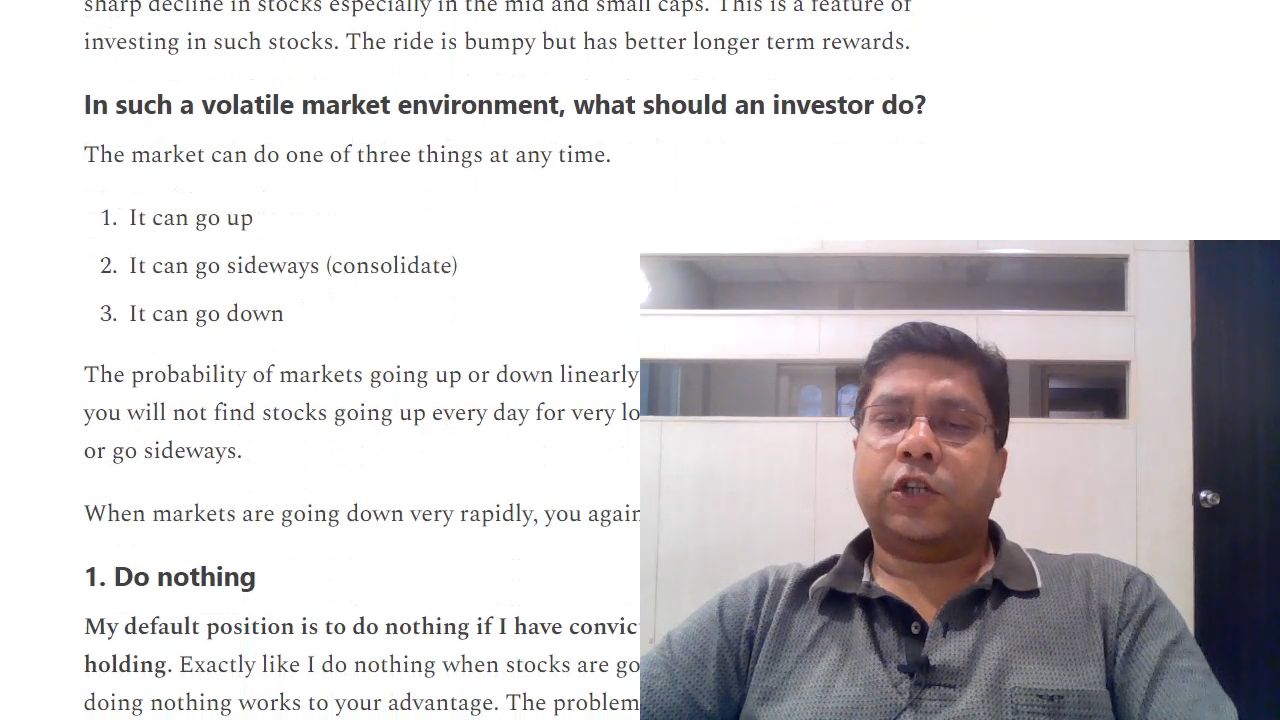 sharp decline in stocks especially in the mid and small caps. This is a feature of
investing in such stocks. The ride is bumpy but has better longer term rewards.
In such a volatile market environment, what should an investor do?
The market can do one of three things at any time.
1. It can go up
2. It can go sideways (consolidate)
3. It can go down
The probability of markets going up or down linearly
you will not find stocks going up every day for very lo
or go sideways.
When markets are going down very rapidly, you again
1. Do nothing
My default position is to do nothing if I have convic
holding. Exactly like I do nothing when stocks are go
doing nothing works to your advantage. The problem